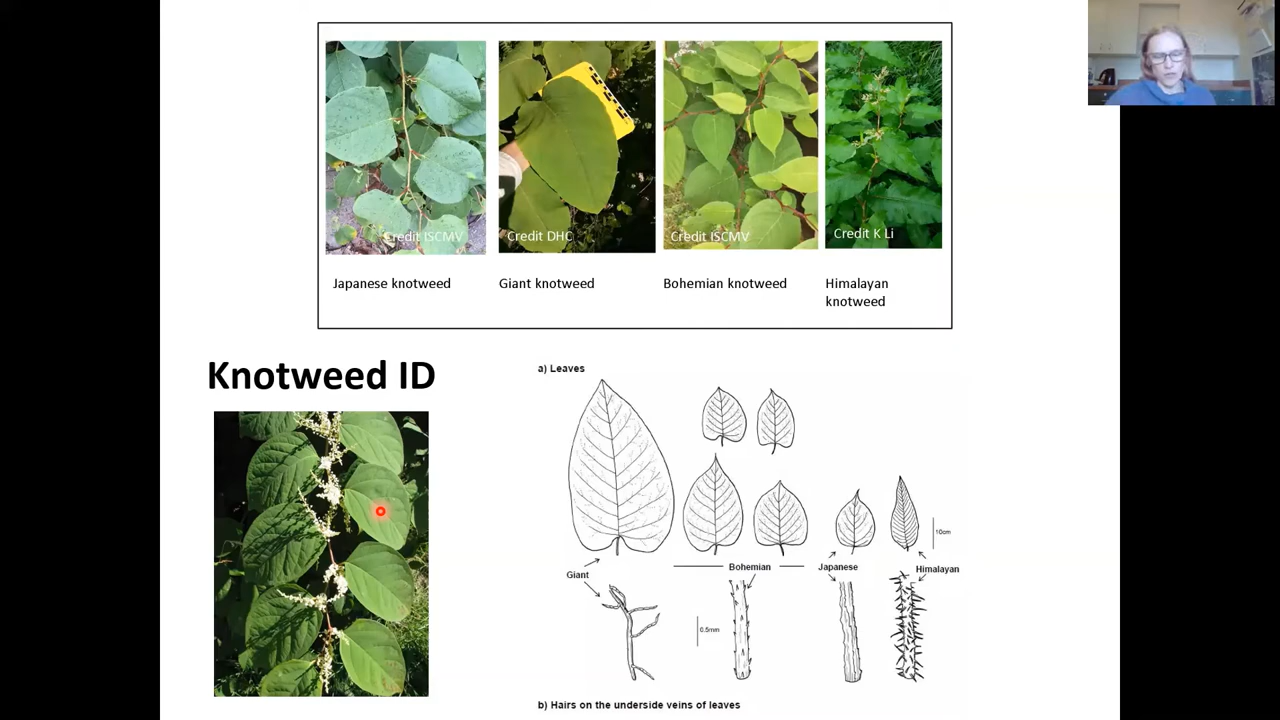 Credit ISCMV
Credit DHC
Credit ISCMV
Credit K Li
Japanese knotweed
Giant knotweed
Bohemian knotweed
Himalayan
knotweed
Knotweed ID
a) Leaves
10cm
Giant
Bohemian
Japanese
Himalayan
0.5mm
b) Hairs on the underside veins of leaves